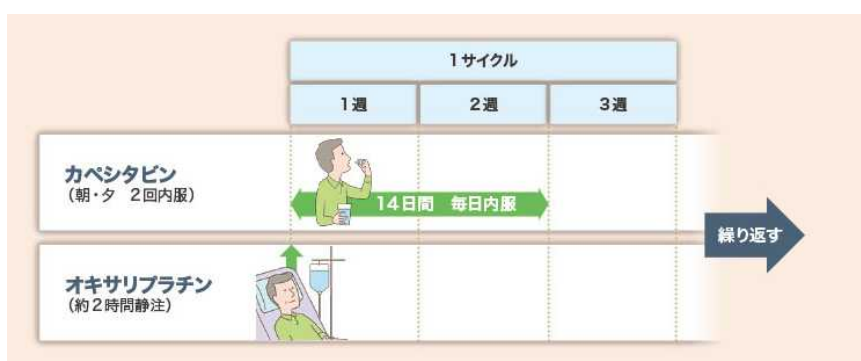 1サイクル
1週 2週 3週
カペシタビン
(朝・夕 2回内服)
14日間 毎日内服
繰り返す
オキサリプラチン
(約2時間静注)